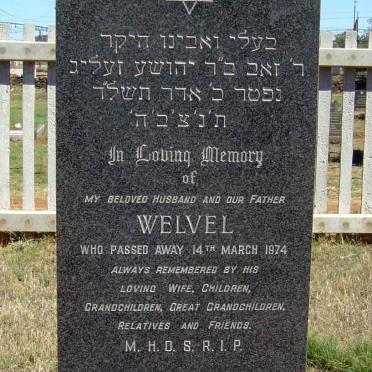 בעלי ואבינו היקר
ר׳ זאב ב״ר יהושע זעליג
נפטר כ׳ אדר תשל״ד
ת׳נ׳צ׳ב׳ה׳
In Loving Memory
of
MY BELOVED HUSBAND AND OUR FATHER
WELVEL
WHO PASSED AWAY 14TH MARCH 1974
ALWAYS REMEMBERED BY HIS
LOVING WIFE, CHILDREN,
GRANDCHILDREN, GREAT GRANDCHILDREN,
RELATIVES AND FRIENDS.
M.H.D.S.R.I.P.